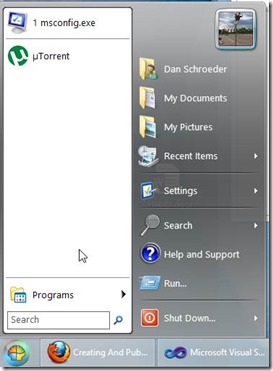 1 msconfig.exe
µTorrent
Programs
Search
Dan Schroeder
My Documents
My Pictures
Recent Items
Settings
Search
Help and Support
Run...
Shut Down...
Creating And Pub...
Microsoft Visual S...